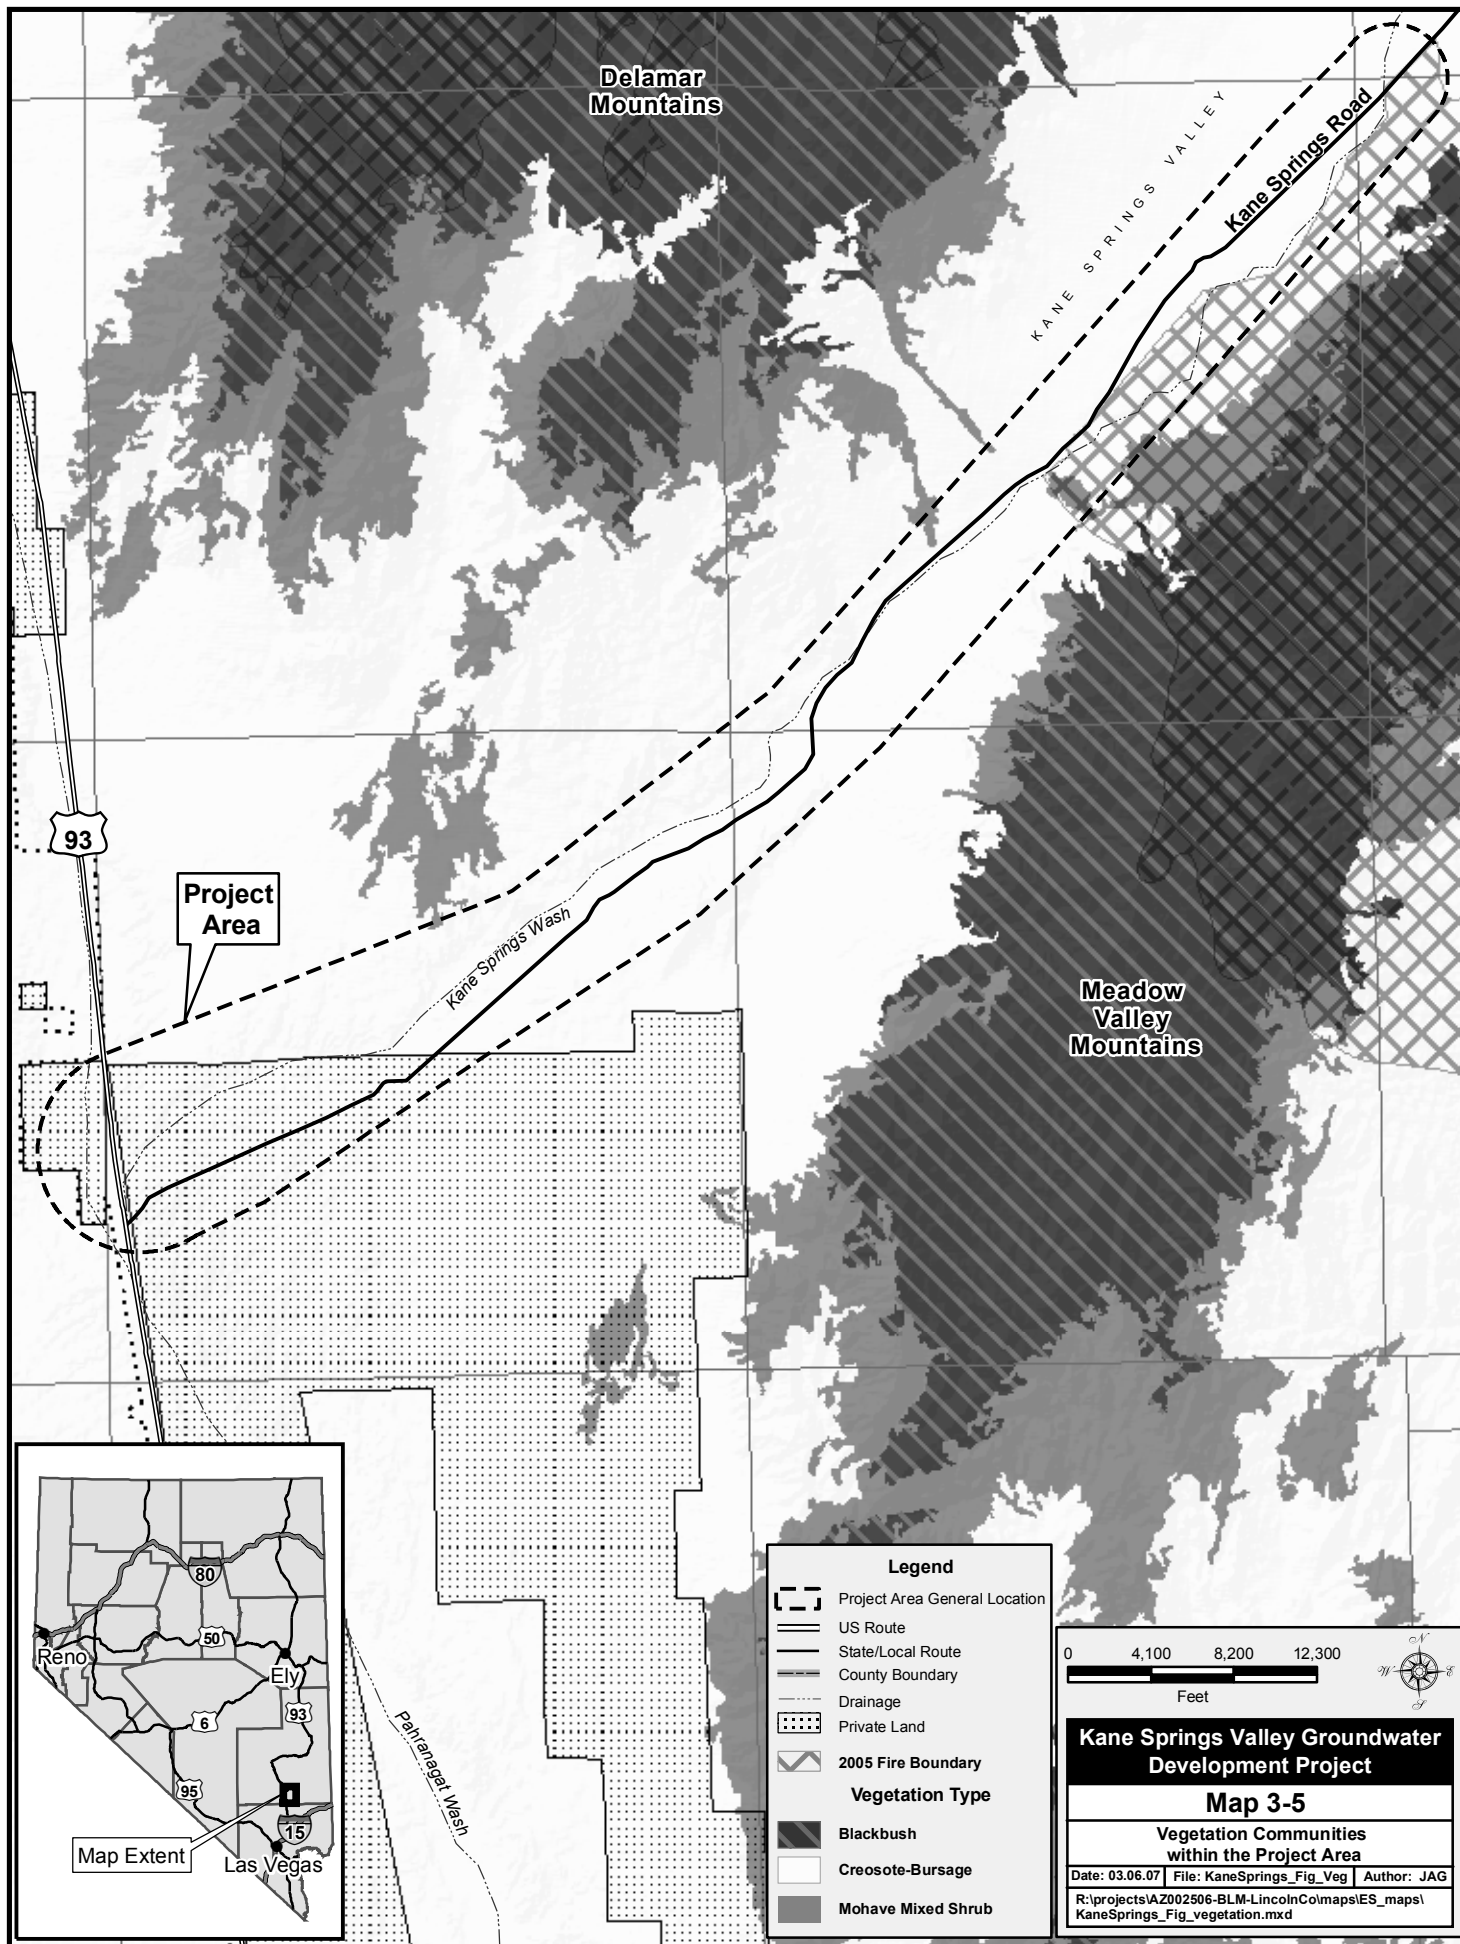 Delamar
Mountains
KANE SPRINGS VALLEY
Kane Springs Road
93
Project
Area
Kane Springs Wash
Meadow
Valley
Mountains
Pahranagat Wash
80
Reno
50
Ely
6
93
95
15
Map Extent
Las Vegas
Legend
Project Area General Location
US Route
State/Local Route
County Boundary
Drainage
Private Land
2005 Fire Boundary
Vegetation Type
Blackbush
Creosote-Bursage
Mohave Mixed Shrub
0 4,100 8,200 12,300
Feet
N
W E
S
Kane Springs Valley Groundwater
Development Project
Map 3-5
Vegetation Communities
within the Project Area
Date: 03.06.07 File: KaneSprings_Fig_Veg Author: JAG
R:\projects\AZ002506-BLM-LincolnCo\maps\ES_maps\
KaneSprings_Fig_vegetation.mxd